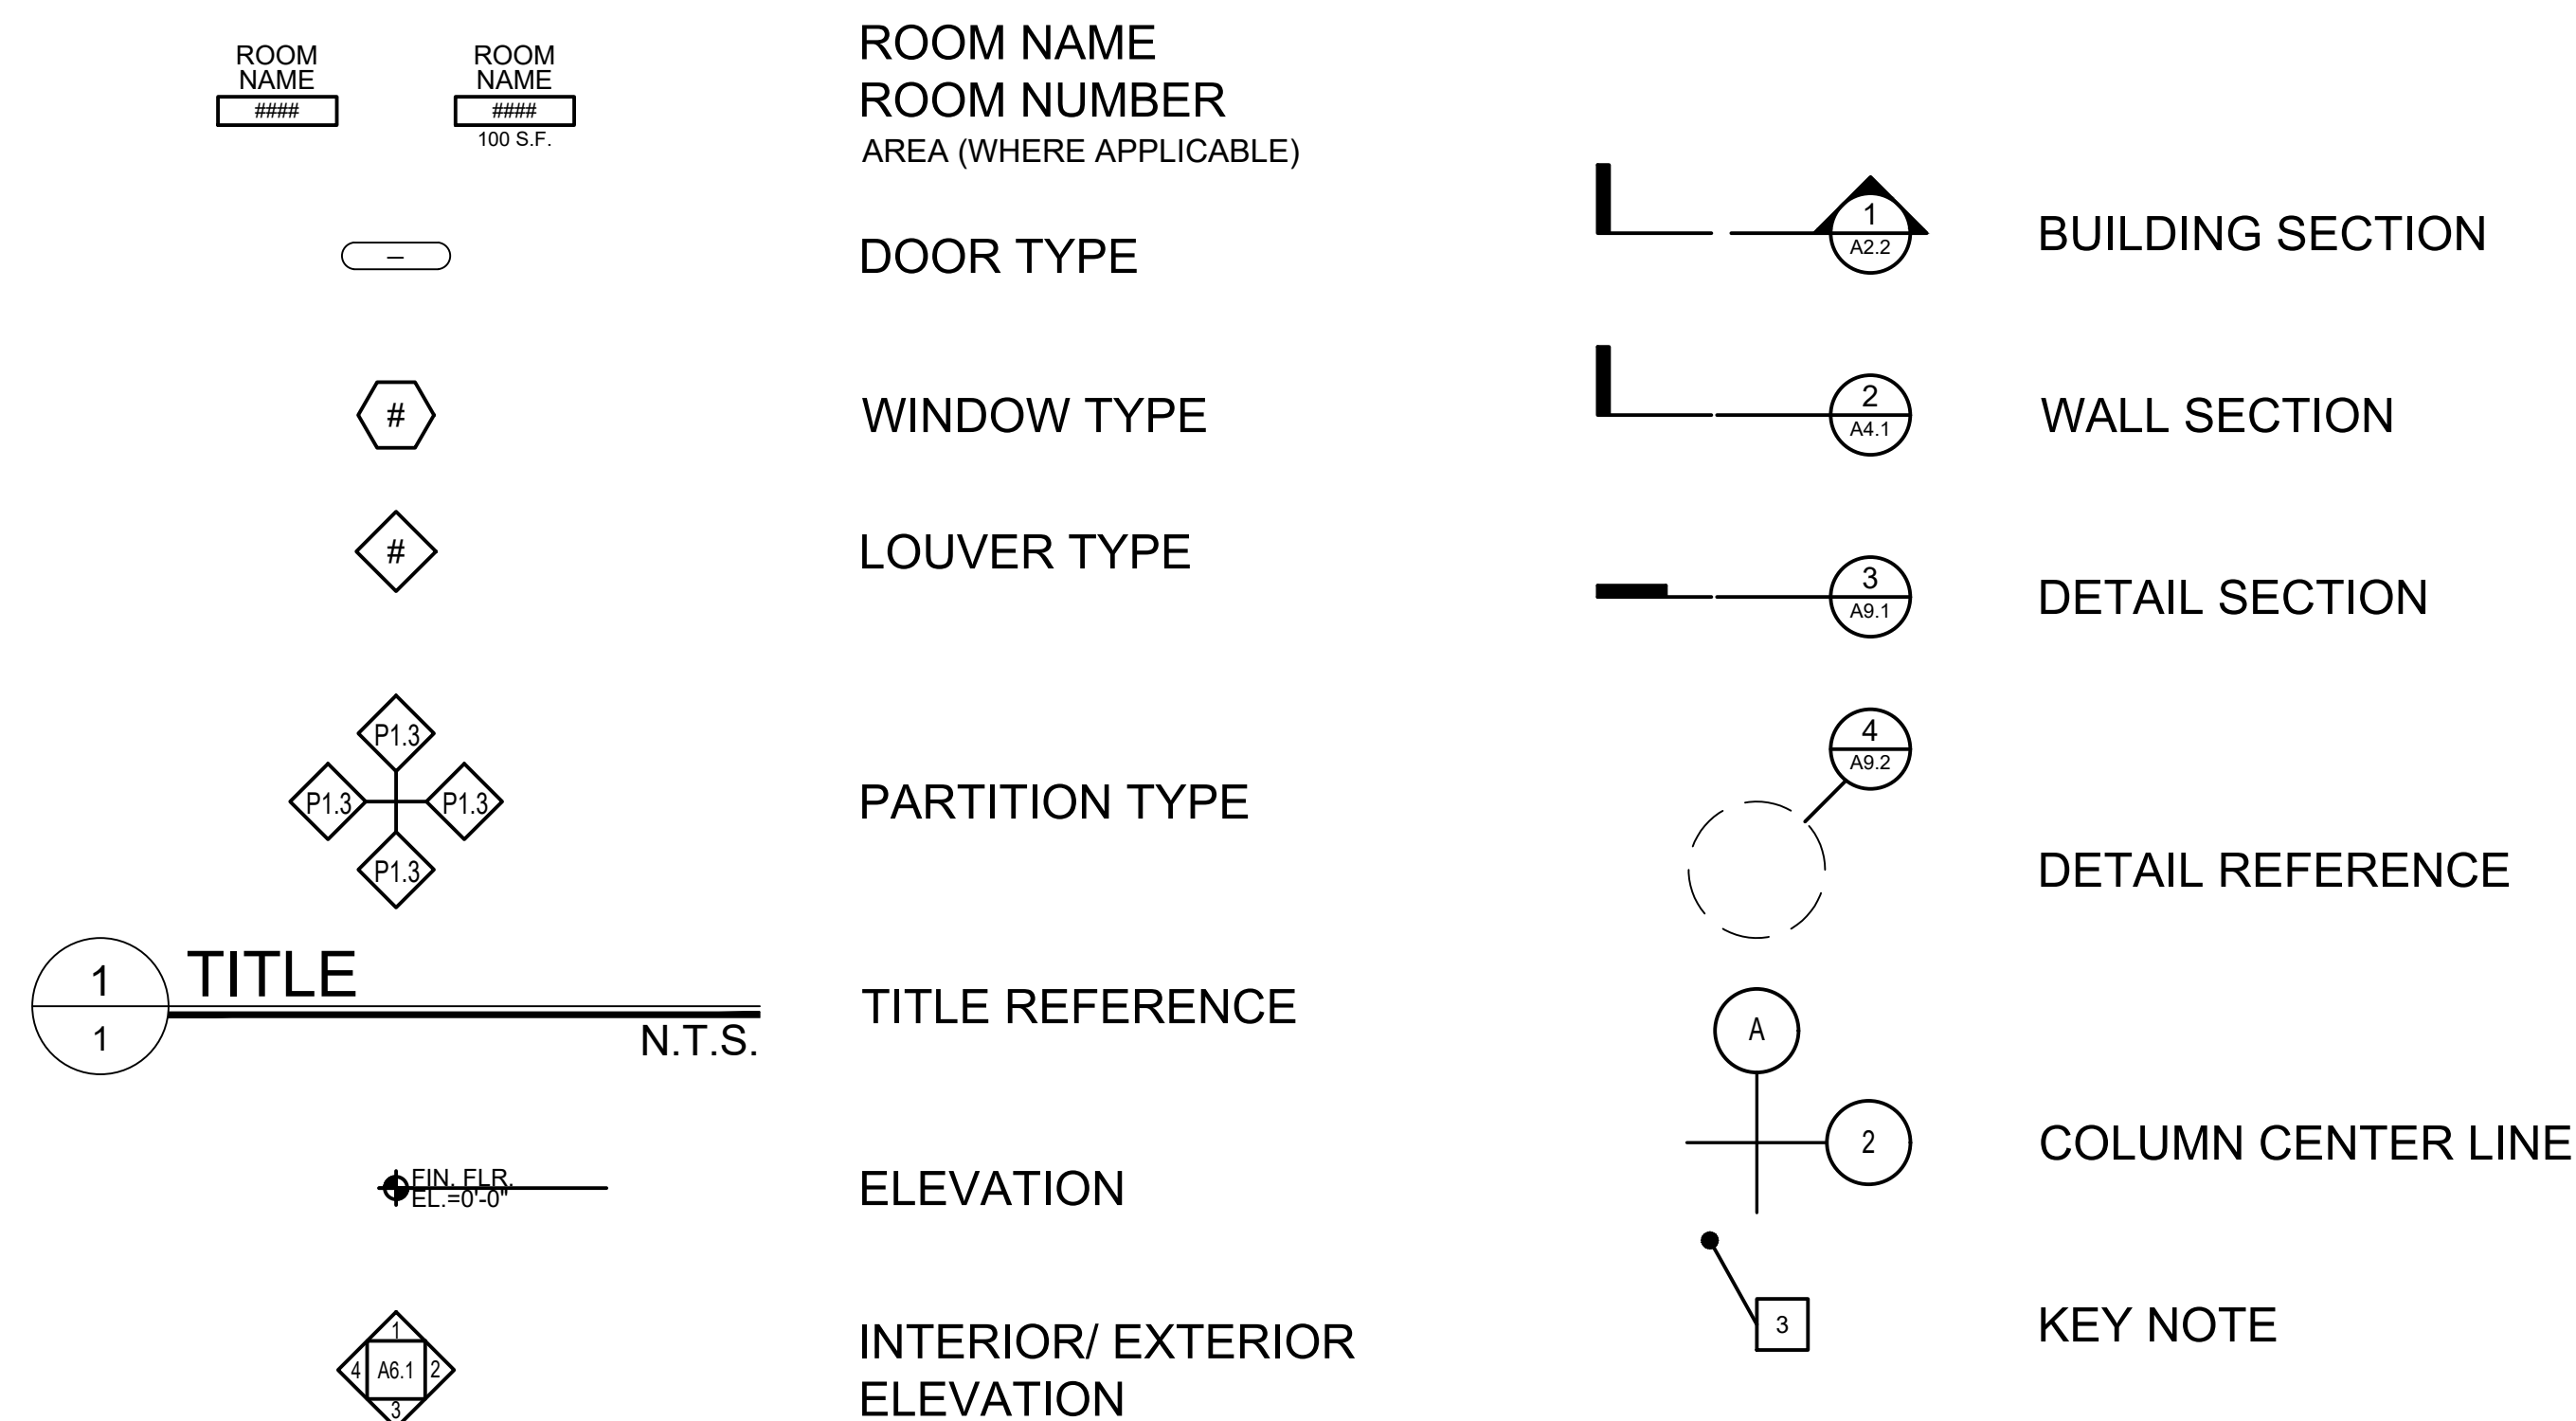 ROOM
NAME
####
ROOM
NAME
####
100 S.F.
ROOM NAME
ROOM NUMBER
AREA (WHERE APPLICABLE)
–
DOOR TYPE
#
WINDOW TYPE
#
LOUVER TYPE
P1.3
P1.3
P1.3
P1.3
PARTITION TYPE
1
1
TITLE
N.T.S.
TITLE REFERENCE
FIN. FLR.
EL.=0'-0"
ELEVATION
1
4
A6.1
2
3
INTERIOR/ EXTERIOR
ELEVATION
1
A2.2
BUILDING SECTION
2
A4.1
WALL SECTION
3
A9.1
DETAIL SECTION
4
A9.2
DETAIL REFERENCE
A
2
COLUMN CENTER LINE
3
KEY NOTE